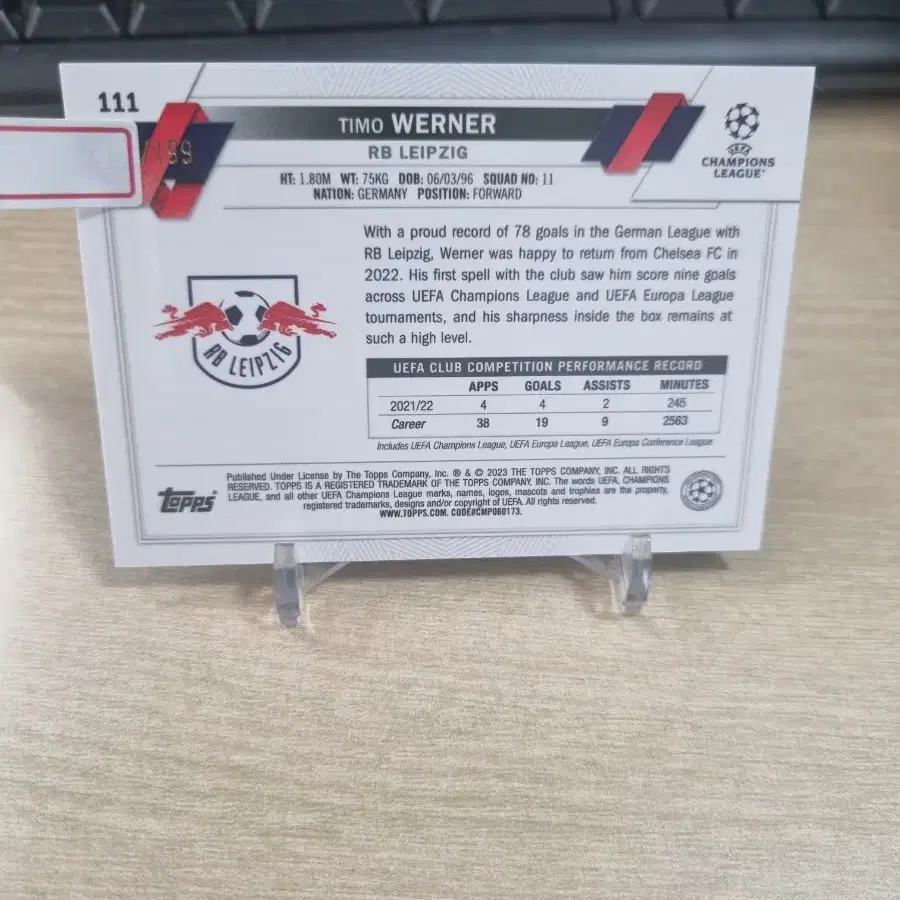 111
/199
TIMO WERNER
RB LEIPZIG
HT: 1.80M WT: 75KG DOB: 06/03/96 SQUAD NO: 11
NATION: GERMANY POSITION: FORWARD
UEFA
CHAMPIONS
LEAGUE
With a proud record of 78 goals in the German League with
RB Leipzig, Werner was happy to return from Chelsea FC in
2022. His first spell with the club saw him score nine goals
across UEFA Champions League and UEFA Europa League
tournaments, and his sharpness inside the box remains at
such a high level.
RB LEIPZIG
UEFA CLUB COMPETITION PERFORMANCE RECORD
APPS GOALS ASSISTS MINUTES
2021/22 4 4 2 245
Career 38 19 9 2563
Includes UEFA Champions League, UEFA Europa League, UEFA Europa Conference League
topps
Published Under License by The Topps Company, Inc. ® & © 2023 THE TOPPS COMPANY, INC. ALL RIGHTS
RESERVED. TOPPS IS A REGISTERED TRADEMARK OF THE TOPPS COMPANY, INC. The words UEFA, CHAMPIONS
LEAGUE, and all other UEFA Champions League marks, names, logos, mascots and trophies are the property,
registered trademarks, designs and/or copyright of UEFA. All rights reserved.
WWW.TOPPS.COM. CODE#CMP060173.